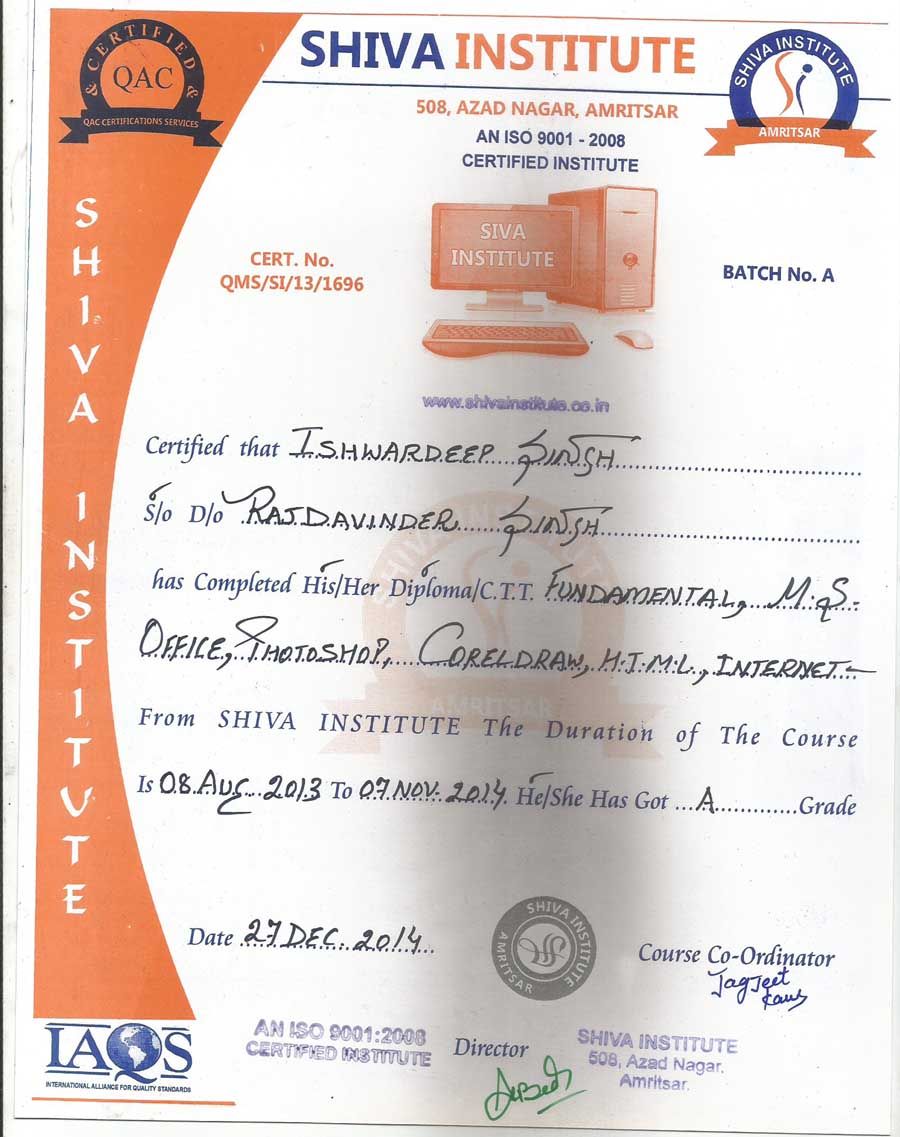 CERTIFIED
& &
QAC
QAC CERTIFICATIONS SERVICES
SHIVA INSTITUTE
SHIVA INSTITUTE
AMRITSAR
508, AZAD NAGAR, AMRITSAR
AN ISO 9001 - 2008
CERTIFIED INSTITUTE
SHIVA INSTITUTE
SIVA
INSTITUTE
CERT. No.
QMS/SI/13/1696
BATCH No. A
www.shivainstitute.co.in
Certified that ISHWARDEEP SINGH
S/o D/o RAJDAVINDER SINGH
has Completed His/Her Diploma/C.T.T. FUNDAMENTAL, M.S-
OFFICE, PHOTOSHOP, CORELDRAW, H.T.M.L, INTERNET-
From SHIVA INSTITUTE The Duration of The Course
Is 08 AUG 2013 To 07 NOV. 2014 He/She Has Got A Grade
SHIVA INSTITUTE
AMRITSAR
Date 27 DEC. 2014
SHIVA INSTITUTE
AMRITSAR
Course Co-Ordinator
Jagjeet
Kaur
IAQS
INTERNATIONAL ALLIANCE FOR QUALITY STANDARDS
AN ISO 9001:2008
CERTIFIED INSTITUTE
Director
SHIVA INSTITUTE
508, Azad Nagar,
Amritsar.